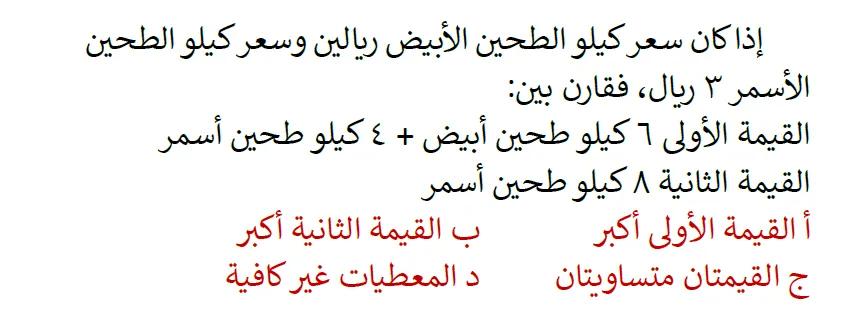 إذا كان سعر كيلو الطحين الأبيض ريالين وسعر كيلو الطحين
الأسمر ٣ ريال، فقارن بين:
القيمة الأولى ٦ كيلو طحين أبيض + ٤ كيلو طحين أسمر
القيمة الثانية ٨ كيلو طحين أسمر
أ القيمة الأولى أكبر ب القيمة الثانية أكبر
ج القيمتان متساويتان د المعطيات غير كافية